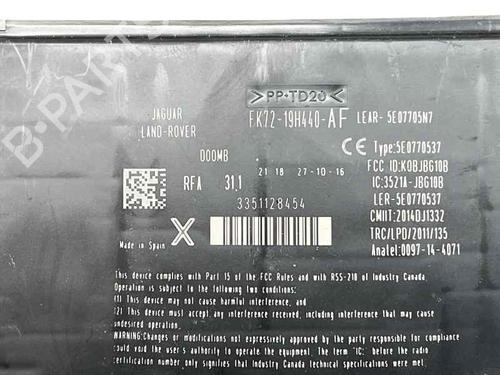 B-PARTS
>PP-TD20<
JAGUAR
LAND-ROVER
FK72-19H440-AF LEAR- 5E07705N7
D00MB
21 18 27-10-16
CE Type:5E0770537
RFA 31,1
FCC ID:KOBJBG10B
IC:3521A-JBG10B
3351128454
LER-5E0770537
CMIIT:2014DJ1332
TRC/LPD/2011/135
Made in Spain X
Anatel:0097-14-4071
This device complies with Part 15 of the FCC Rules and with RSS-210 of Industry Canada.
Operation is subject to the following two conditions:
(1) This device may not cause harmful interference, and
(2) This device must accept any interference received, including interference that may cause undesired operation.
WARNING: Changes or modifications not expressively approved by the party responsible for compliance
could void the user's authority to operate the equipment. The term "IC:" before the radio
certification number only signifies that Industry Canada technical specifications were met.